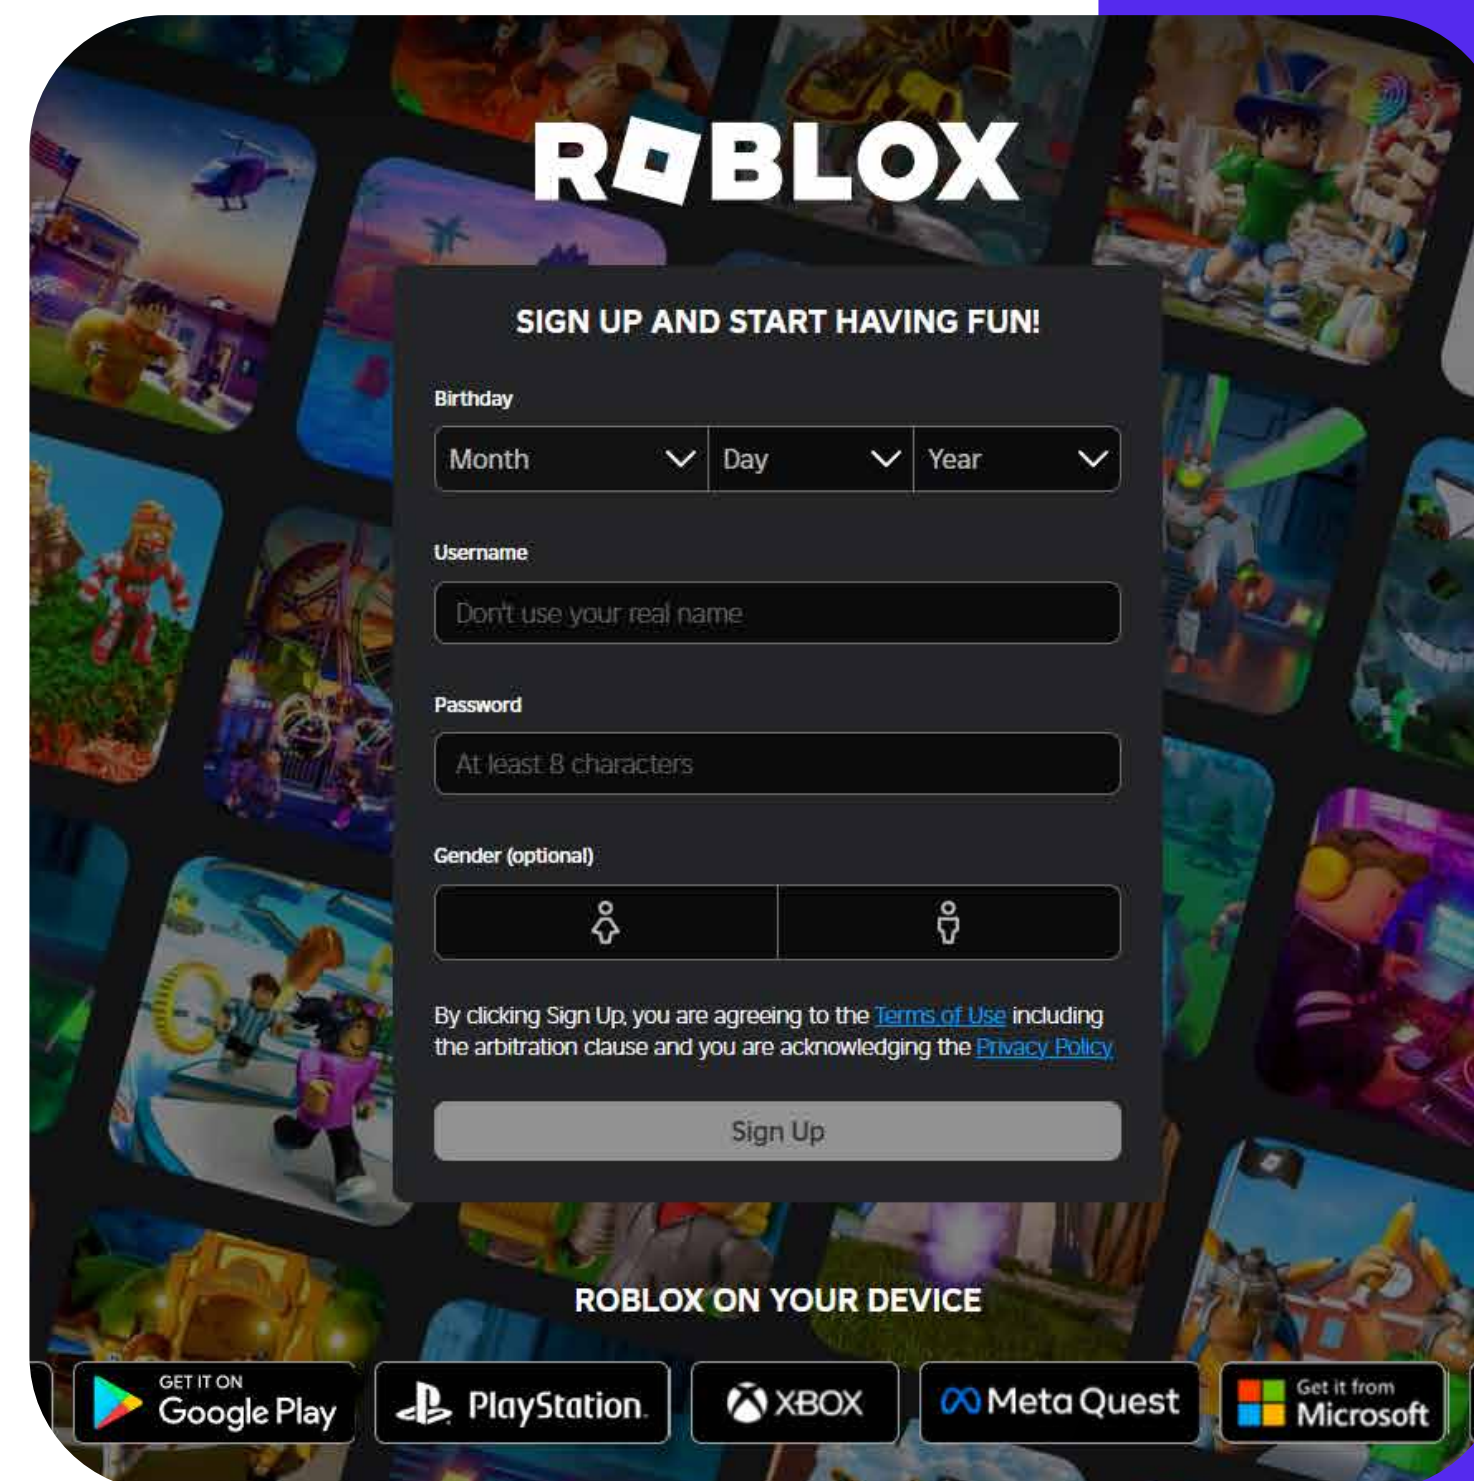 ROBLOX
SIGN UP AND START HAVING FUN!
Birthday
Month Day Year
Username
Don't use your real name
Password
At least 8 characters
Gender (optional)
By clicking Sign Up, you are agreeing to the Terms of Use including
the arbitration clause and you are acknowledging the Privacy Policy
Sign Up
ROBLOX ON YOUR DEVICE
GET IT ON
Google Play
PlayStation.
XBOX
Meta Quest
Get it from
Microsoft